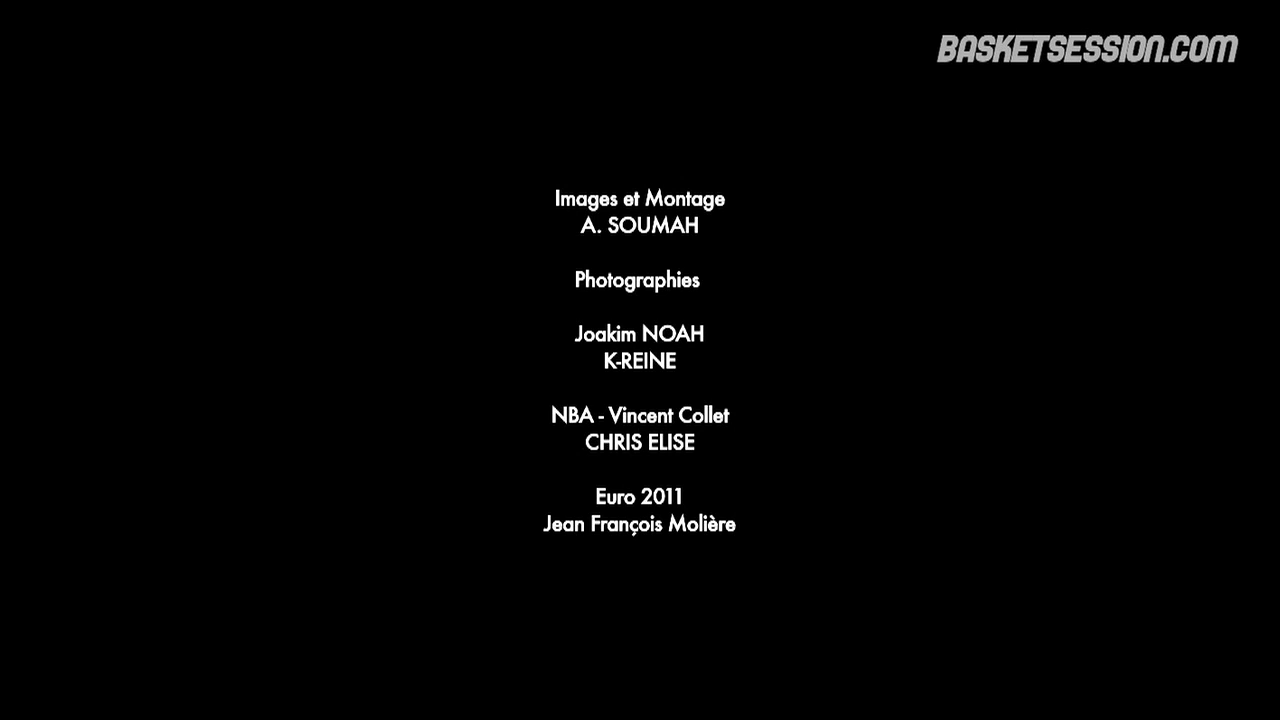 BASKETSESSION.COM
Images et Montage
A. SOUMAH
Photographies
Joakim NOAH
K-REINE
NBA - Vincent Collet
CHRIS ELISE
Euro 2011
Jean François Molière